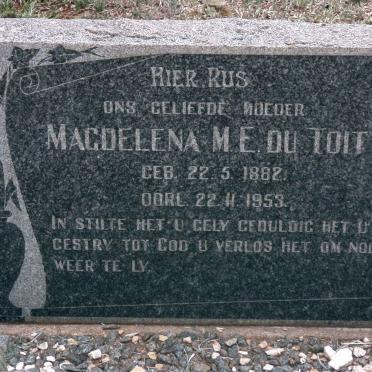 HIER RUS
ONS GELIEFDE MOEDER
MAGDELENA M.E. DU TOIT
GEB. 22.5.1882.
OORL. 22.11.1953.
IN STILTE HET U GELY GEDULDIG HET U
GESTRY TOT GOD U VERLOS HET OM NOU
WEER TE LY.